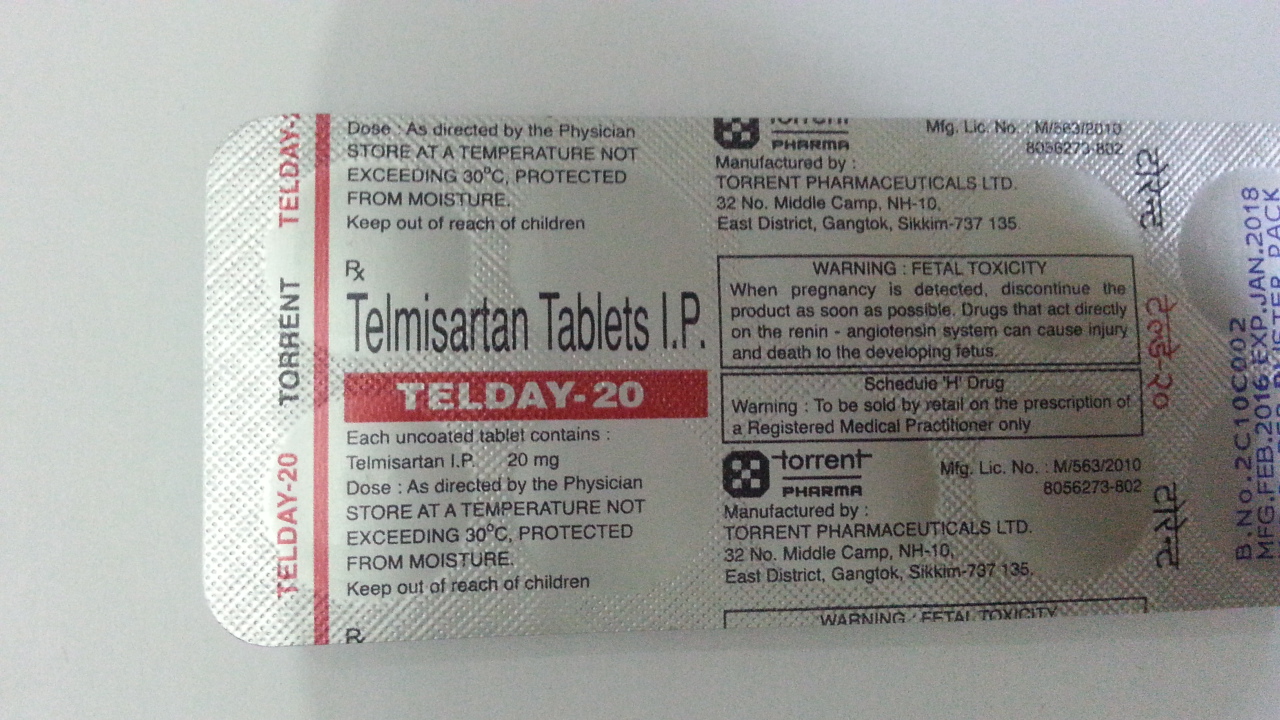 TELDAY-20 TORRENT TELDAY-
Dose : As directed by the Physician
STORE AT A TEMPERATURE NOT
EXCEEDING 30°C, PROTECTED
FROM MOISTURE.
Keep out of reach of children
Rx
Telmisartan Tablets I.P.
TELDAY-20
Each uncoated tablet contains :
Telmisartan I.P. 20 mg
Dose : As directed by the Physician
STORE AT A TEMPERATURE NOT
EXCEEDING 30°C, PROTECTED
FROM MOISTURE.
Keep out of reach of children
Rx
torrent
PHARMA
Mfg. Lic. No. : M/563/2010
8056273-802
Manufactured by :
TORRENT PHARMACEUTICALS LTD.
32 No. Middle Camp, NH-10,
East District, Gangtok, Sikkim-737 135.
WARNING : FETAL TOXICITY
When pregnancy is detected, discontinue the
product as soon as possible. Drugs that act directly
on the renin - angiotensin system can cause injury
and death to the developing fetus.
Schedule 'H' Drug
Warning : To be sold by retail on the prescription of
a Registered Medical Practitioner only
torrent
PHARMA
Mfg. Lic. No. : M/563/2010
8056273-802
Manufactured by :
TORRENT PHARMACEUTICALS LTD.
32 No. Middle Camp, NH-10,
East District, Gangtok, Sikkim-737 135.
WARNING : FETAL TOXICITY
B.No.2C10C002
MFG.FEB.2016.EXP.JAN.2018
PACK